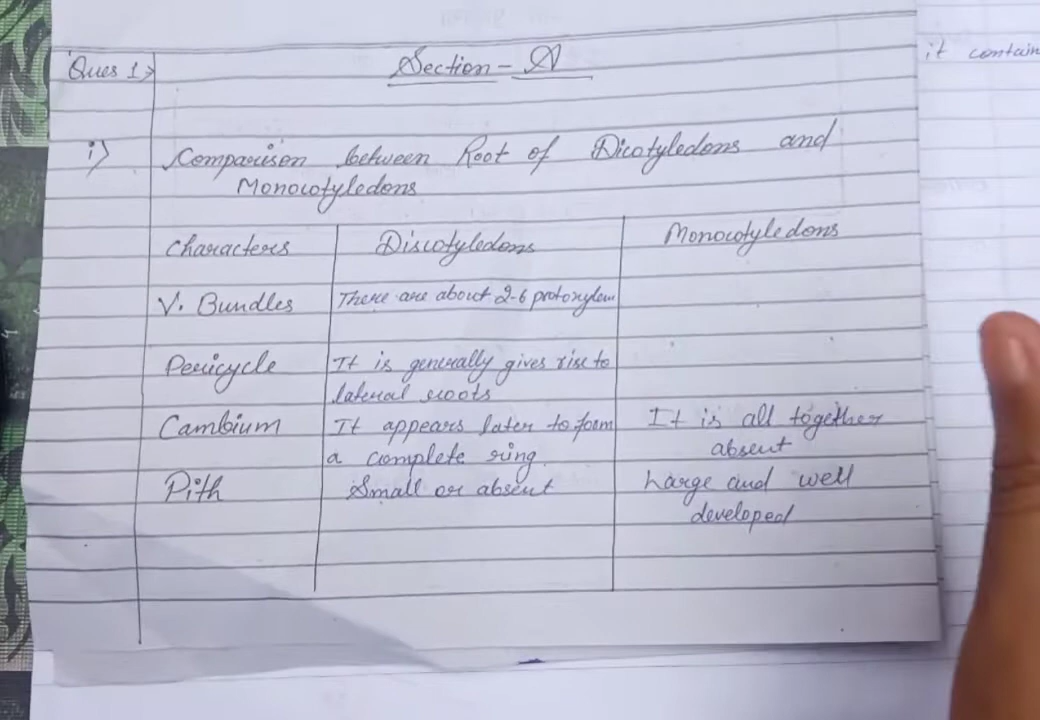 Ques 1> Section - A
it contain
i) Comparison between Root of Dicotyledons and
Monocotyledons
Characters Discotyledons Monocotyledons
V. Bundles There are about 2-6 protoxylem
Pericycle It is generally gives rise to
lateral roots
Cambium It appears later to form It is all together
a complete ring. absent
Pith Small or absent Large and well
developed